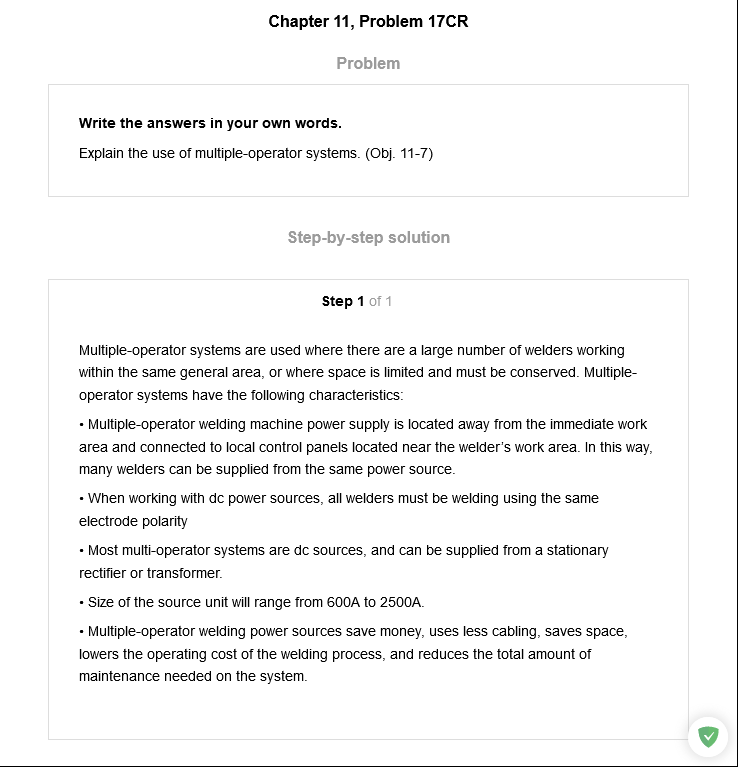 Chapter 11, Problem 17CR
Problem
Write the answers in your own words.
Explain the use of multiple-operator systems. (Obj. 11-7)
Step-by-step solution
Step 1 of 1
Multiple-operator systems are used where there are a large number of welders working
within the same general area, or where space is limited and must be conserved. Multiple-
operator systems have the following characteristics:
• Multiple-operator welding machine power supply is located away from the immediate work
area and connected to local control panels located near the welder's work area. In this way,
many welders can be supplied from the same power source.
• When working with dc power sources, all welders must be welding using the same
electrode polarity
• Most multi-operator systems are dc sources, and can be supplied from a stationary
rectifier or transformer.
• Size of the source unit will range from 600A to 2500A.
• Multiple-operator welding power sources save money, uses less cabling, saves space,
lowers the operating cost of the welding process, and reduces the total amount of
maintenance needed on the system.